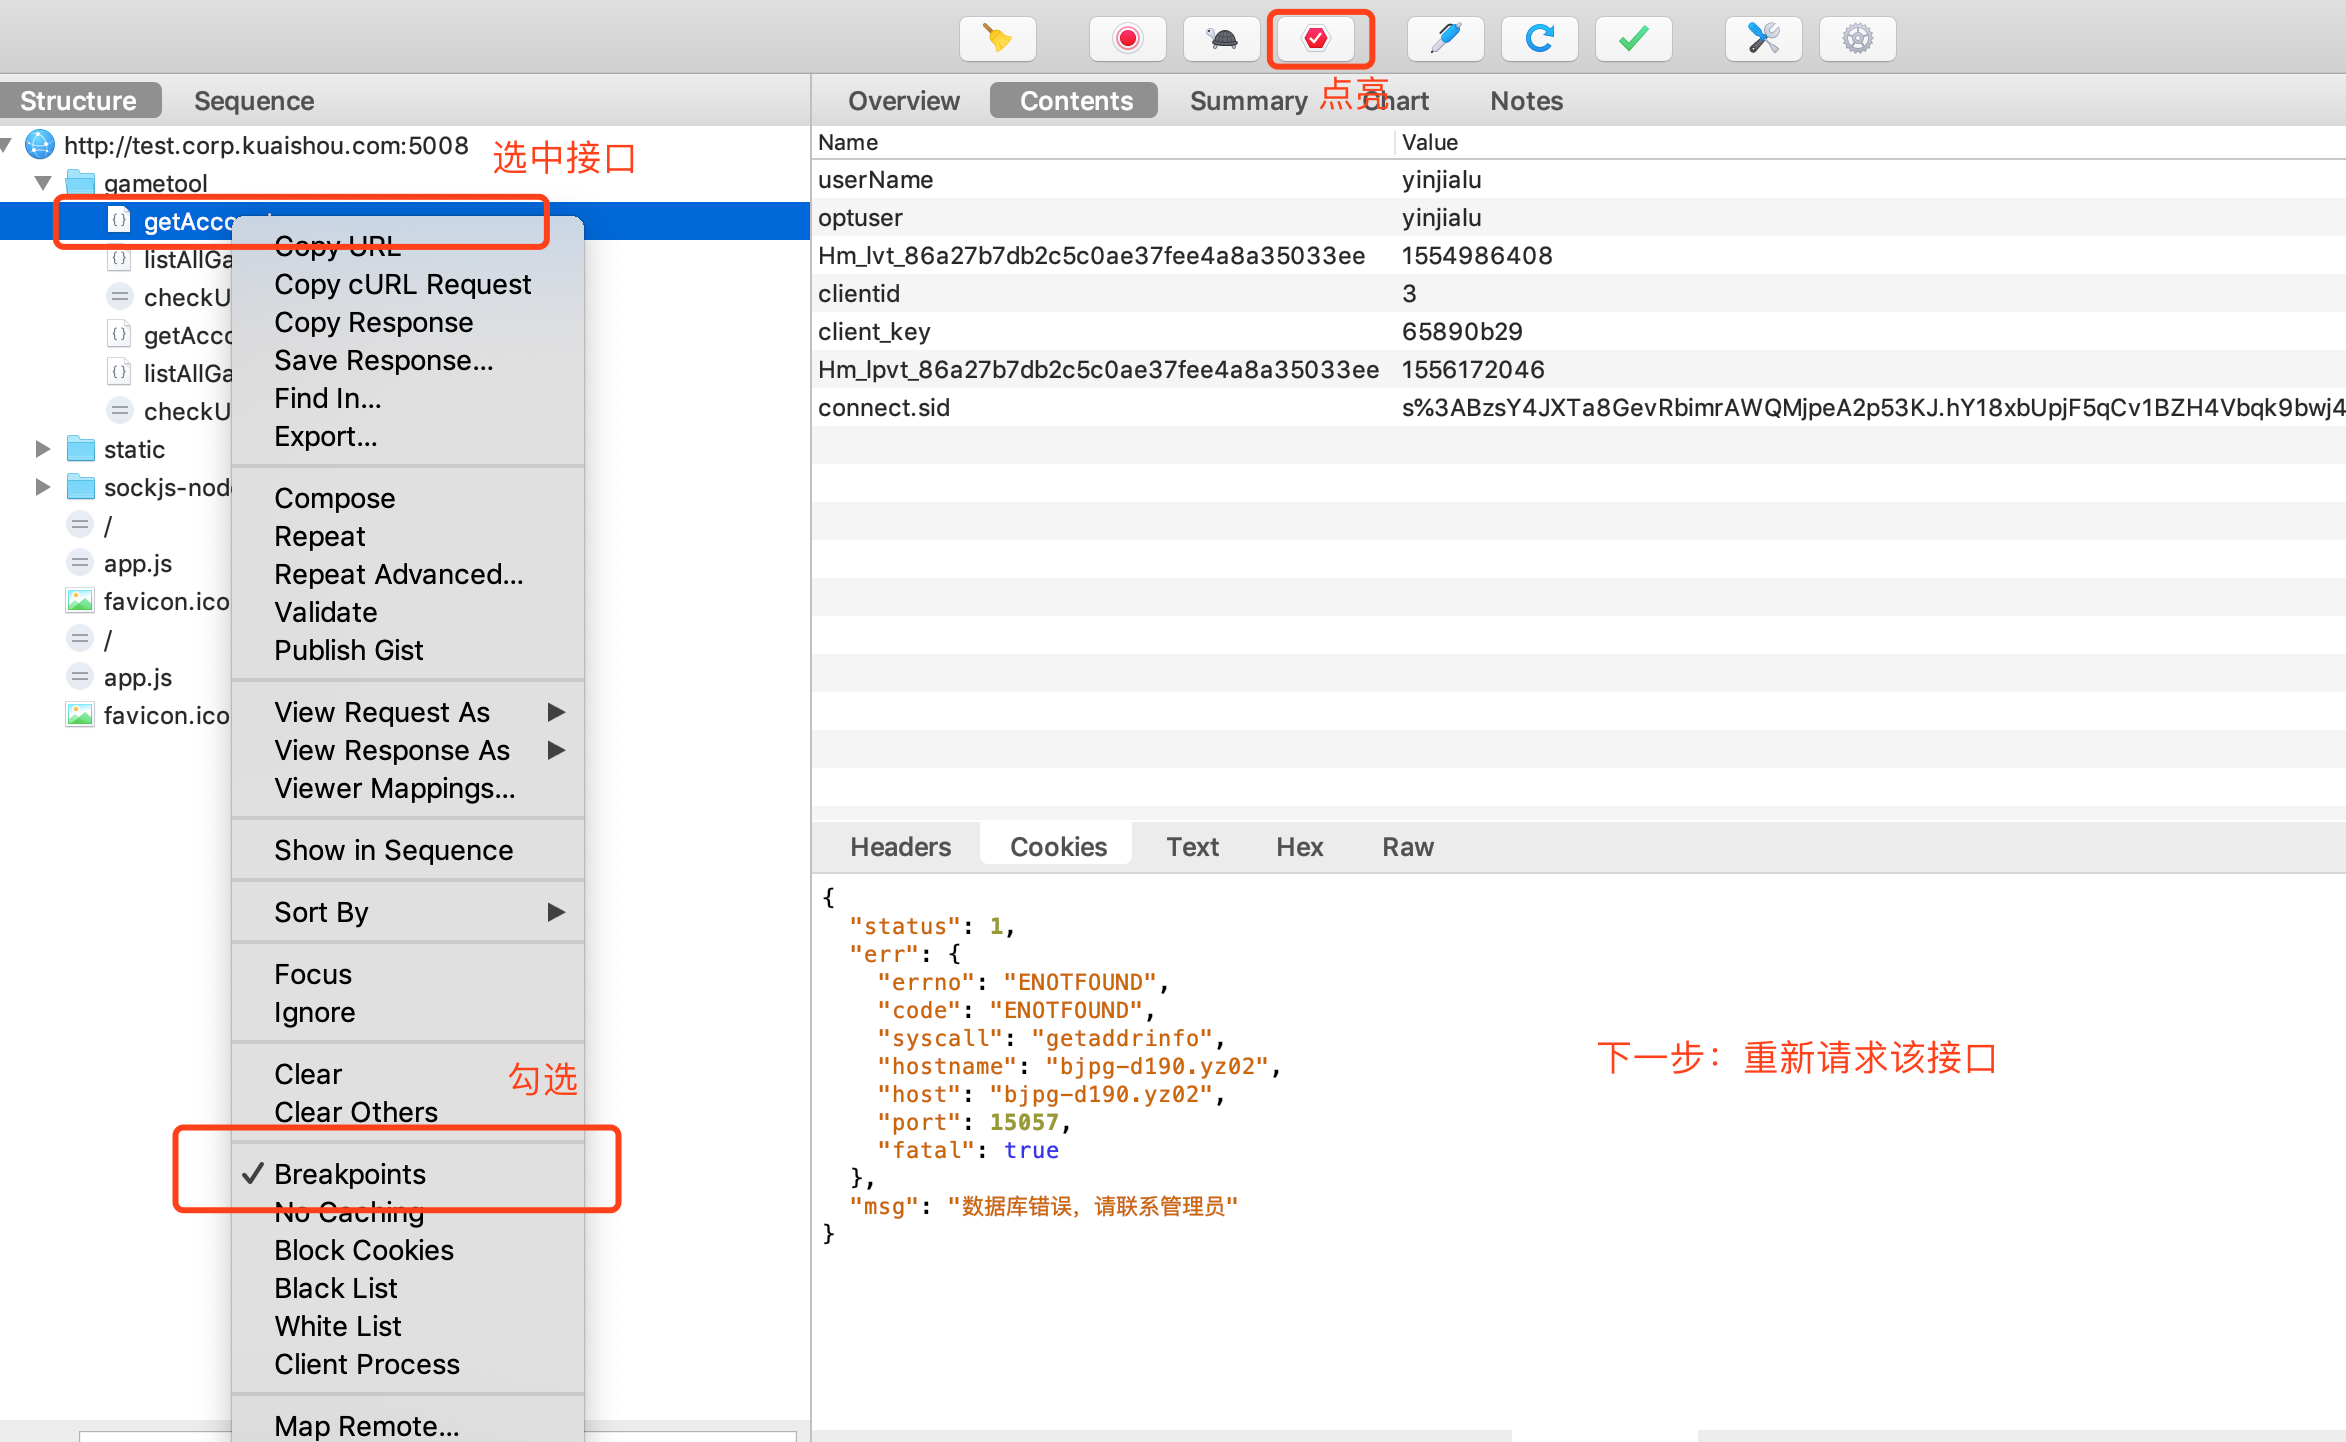 Structure
Sequence
Overview
Contents
Summary
点亮
Chart
Notes
http://test.corp.kuaishou.com:5008
选中接口
gametool
getAcco
listAllGa
checkU
getAcco
listAllGa
checkU
static
sockjs-node
/
app.js
favicon.ico
/
app.js
favicon.ico
Copy URL
Copy cURL Request
Copy Response
Save Response...
Find In...
Export...
Compose
Repeat
Repeat Advanced...
Validate
Publish Gist
View Request As
View Response As
Viewer Mappings...
Show in Sequence
Sort By
Focus
Ignore
Clear
勾选
Clear Others
✓ Breakpoints
No Caching
Block Cookies
Black List
White List
Client Process
Map Remote...
Name Value
userName yinjialu
optuser yinjialu
Hm_lvt_86a27b7db2c5c0ae37fee4a8a35033ee 1554986408
clientid 3
client_key 65890b29
Hm_lpvt_86a27b7db2c5c0ae37fee4a8a35033ee 1556172046
connect.sid s%3ABzsY4JXTa8GevRbimrAWQMjpeA2p53KJ.hY18xbUpjF5qCv1BZH4Vbqk9bwj4
Headers
Cookies
Text
Hex
Raw
{
"status": 1,
"err": {
"errno": "ENOTFOUND",
"code": "ENOTFOUND",
"syscall": "getaddrinfo",
"hostname": "bjpg-d190.yz02",
"host": "bjpg-d190.yz02",
"port": 15057,
"fatal": true
},
"msg": "数据库错误，请联系管理员"
}
下一步：重新请求该接口